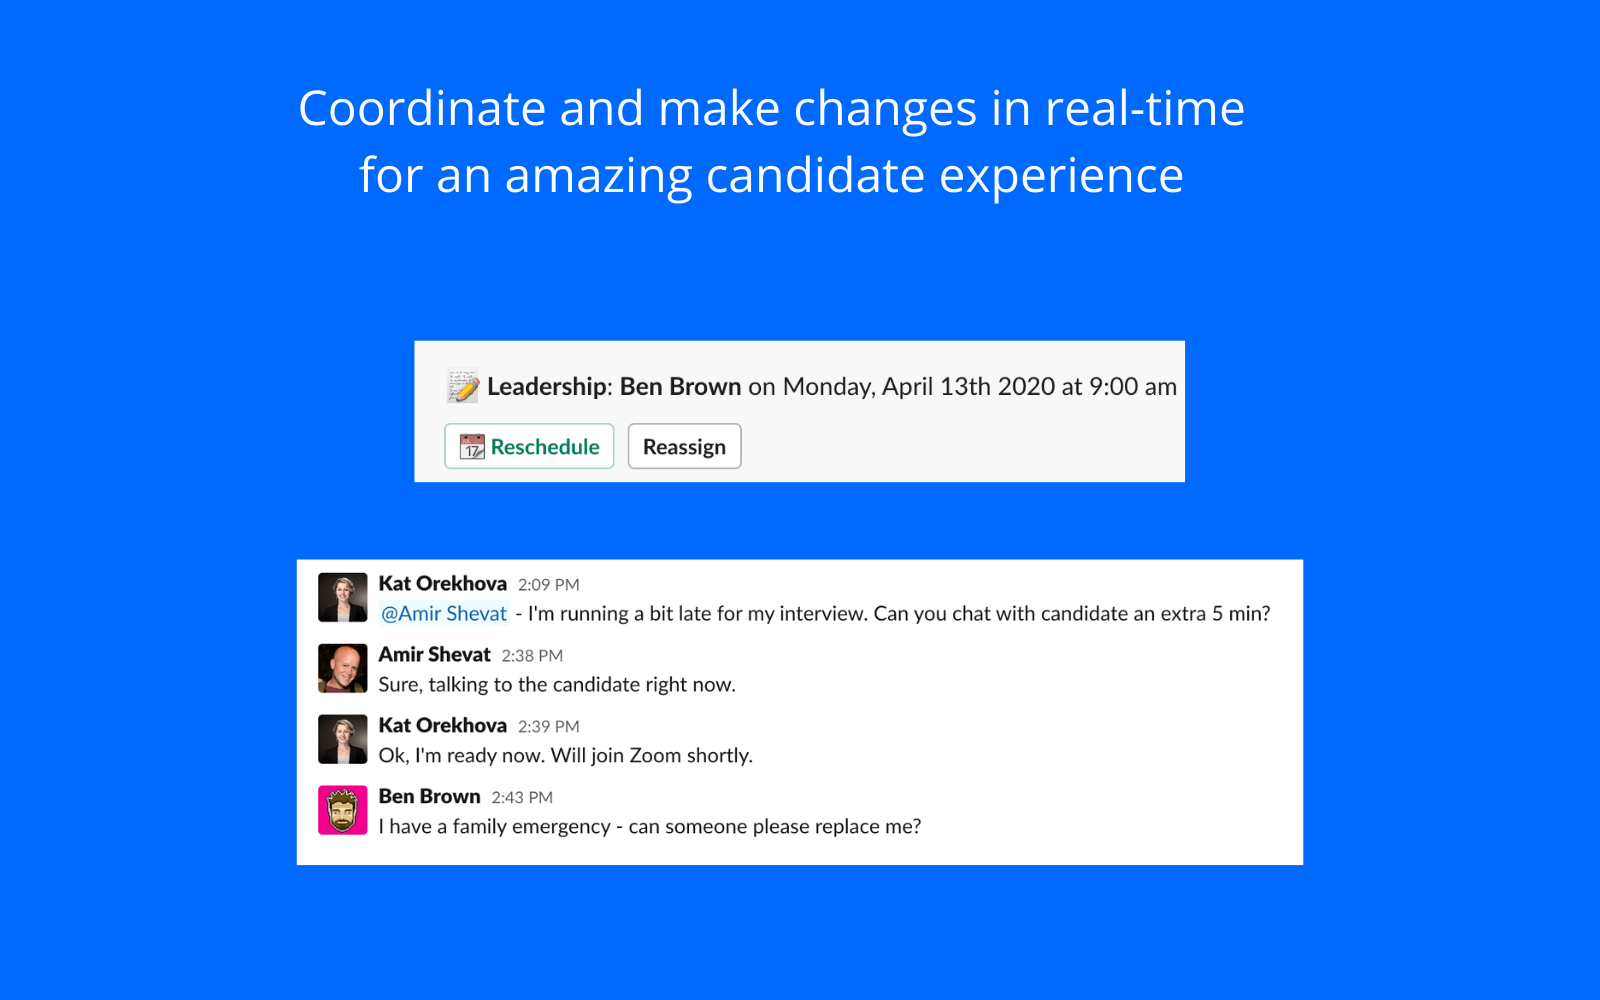 Coordinate and make changes in real-time
for an amazing candidate experience
Leadership: Ben Brown on Monday, April 13th 2020 at 9:00 am
17 Reschedule Reassign
Kat Orekhova 2:09 PM
@Amir Shevat - I'm running a bit late for my interview. Can you chat with candidate an extra 5 min?
Amir Shevat 2:38 PM
Sure, talking to the candidate right now.
Kat Orekhova 2:39 PM
Ok, I'm ready now. Will join Zoom shortly.
Ben Brown 2:43 PM
I have a family emergency - can someone please replace me?